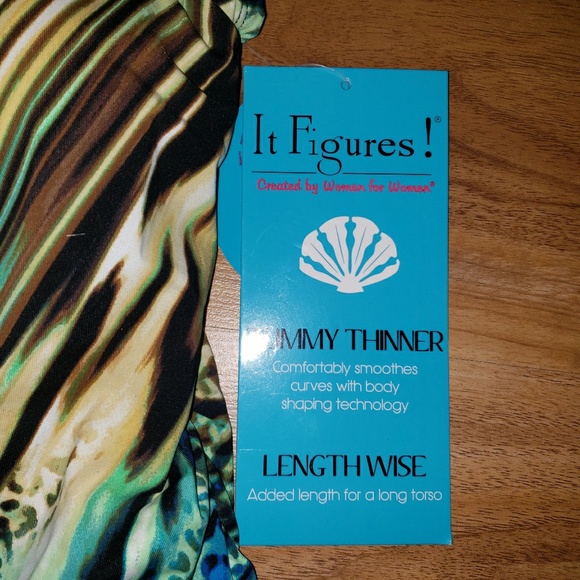 It Figures!®
Created by Women for Women®
THINNER
Comfortably smoothes
curves with body
shaping technology
LENGTH WISE
Added length for a long torso